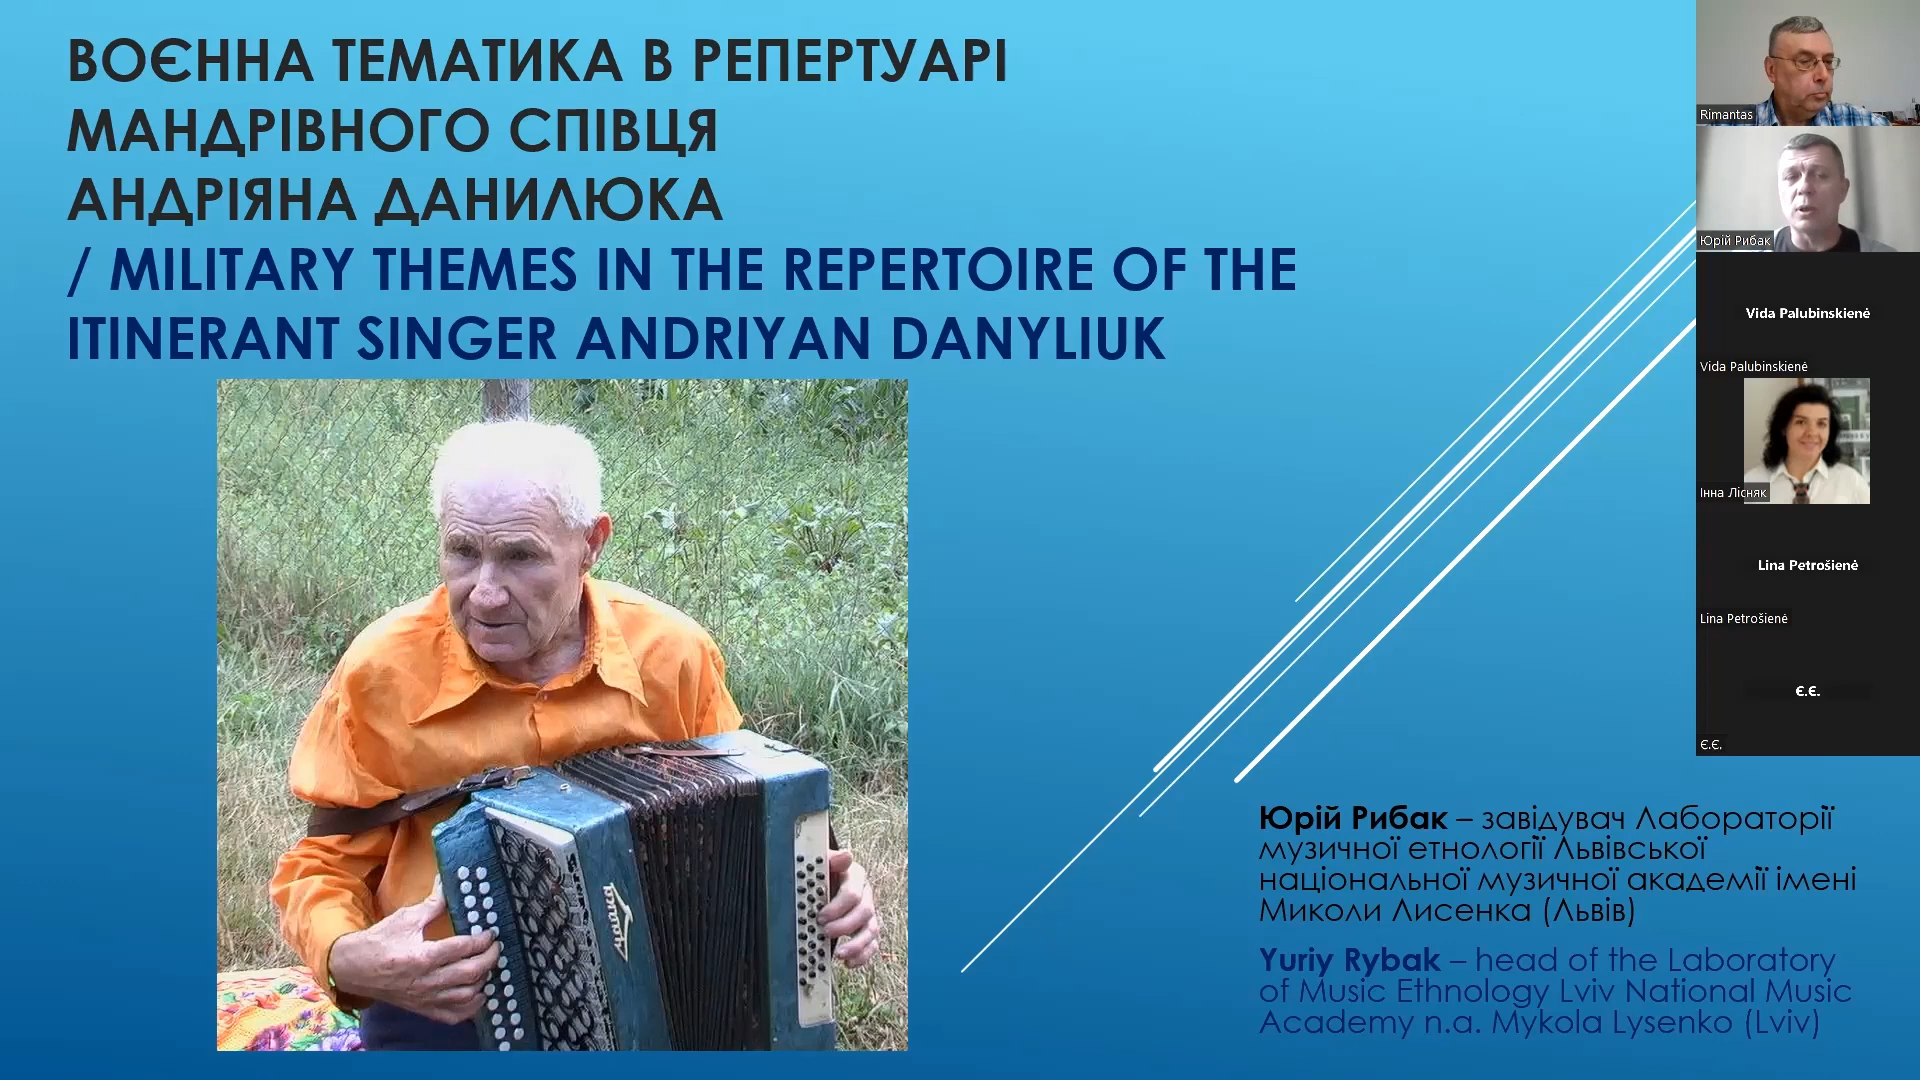 ВОЄННА ТЕМАТИКА В РЕПЕРТУАРІ
МАНДРІВНОГО СПІВЦЯ
АНДРІЯНА ДАНИЛЮКА
/ MILITARY THEMES IN THE REPERTOIRE OF THE
ITINERANT SINGER ANDRIYAN DANYLIUK
Юрій Рибак – завідувач Лабораторії
музичної етнології Львівської
національної музичної академії імені
Миколи Лисенка (Львів)
Yuriy Rybak – head of the Laboratory
of Music Ethnology Lviv National Music
Academy n.a. Mykola Lysenko (Lviv)
Rimantas
Юрій Рибак
Vida Palubinskienė
Vida Palubinskienė
Інна Лісняк
Lina Petrošienė
Lina Petrošienė
Є.Є.
Є.Є.